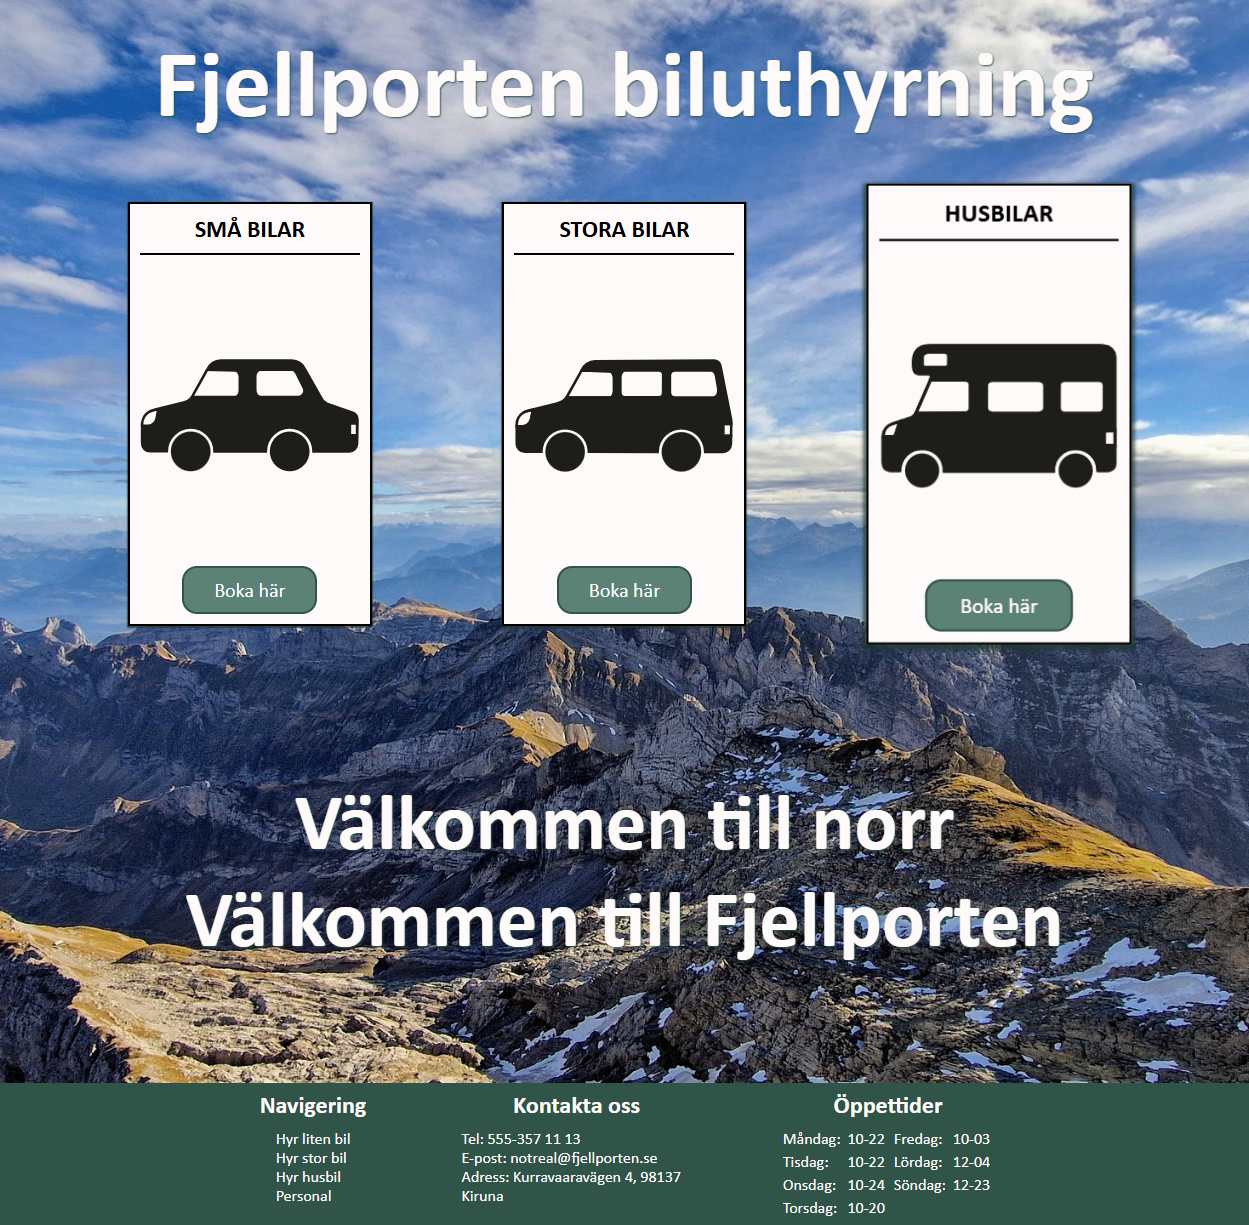 Fjellporten biluthyrning
SMÅ BILAR
Boka här
STORA BILAR
Boka här
HUSBILAR
Boka här
Välkommen till norr
Välkommen till Fjellporten
Navigering
Hyr liten bil
Hyr stor bil
Hyr husbil
Personal
Kontakta oss
Tel: 555-357 11 13
E-post: notreal@fjellporten.se
Adress: Kurravaaravägen 4, 98137
Kiruna
Öppettider
Måndag: 10-22 Fredag: 10-03
Tisdag: 10-22 Lördag: 12-04
Onsdag: 10-24 Söndag: 12-23
Torsdag: 10-20